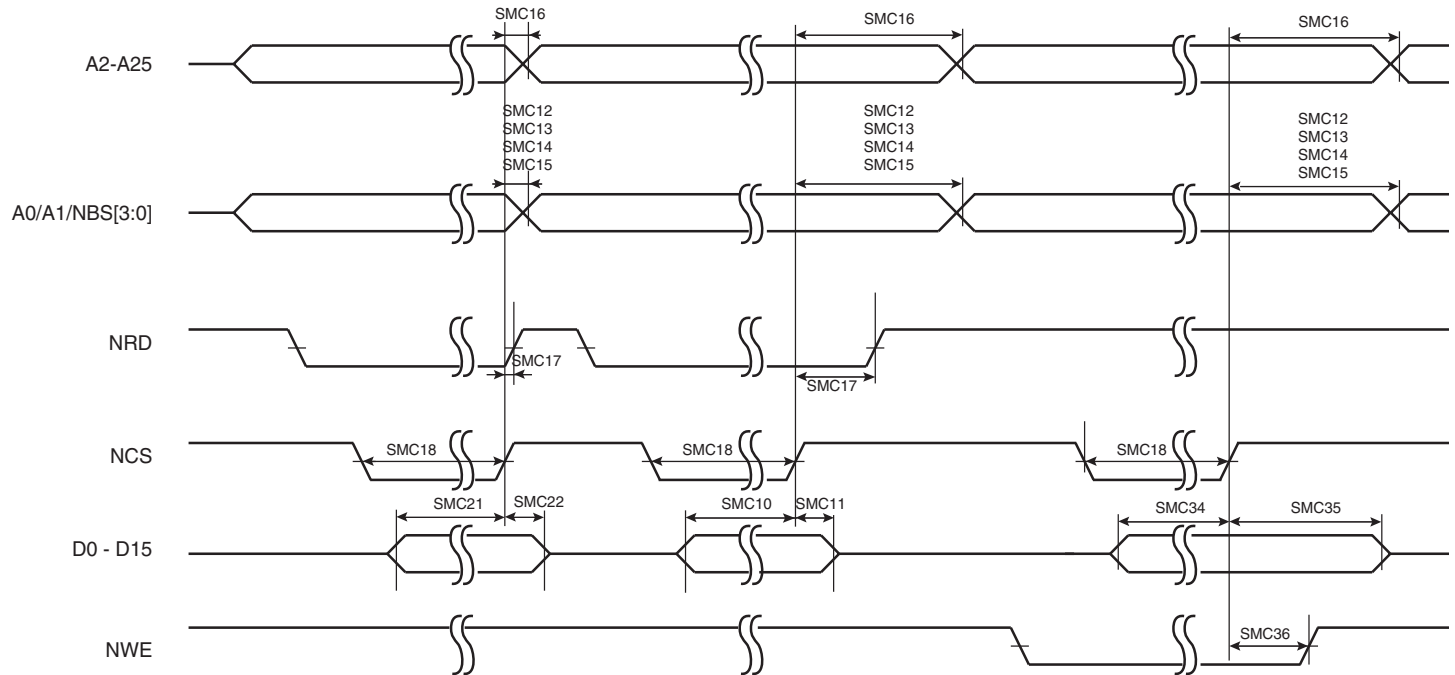 SMC16
SMC16
SMC16
A2-A25
SMC12
SMC13
SMC14
SMC15
SMC12
SMC13
SMC14
SMC15
SMC12
SMC13
SMC14
SMC15
A0/A1/NBS[3:0]
NRD
SMC17
SMC17
NCS
SMC18
SMC18
SMC18
SMC21
SMC22
SMC10
SMC11
SMC34
SMC35
D0 - D15
NWE
SMC36